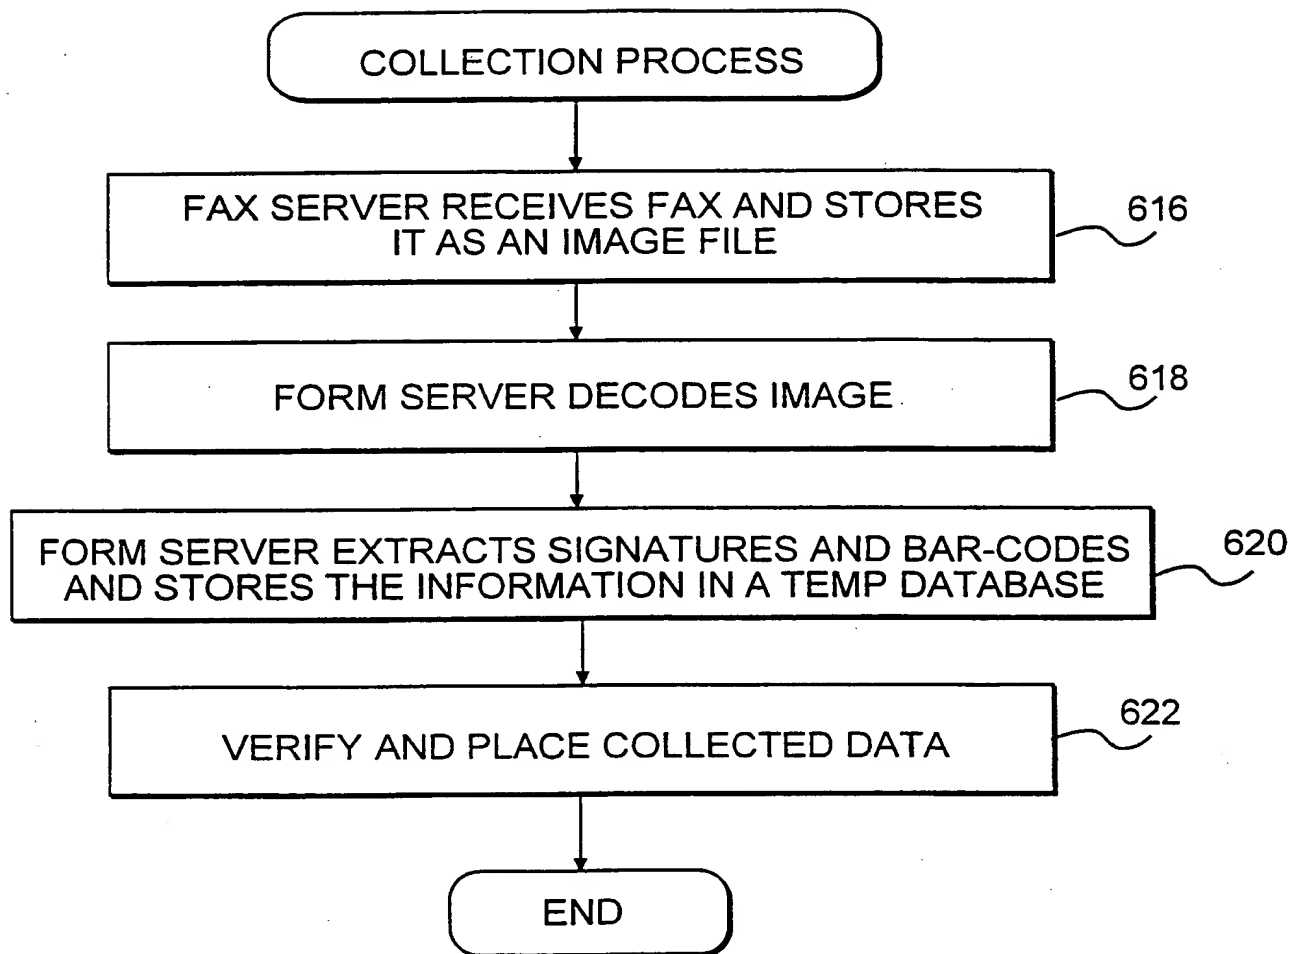 COLLECTION PROCESS
FAX SERVER RECEIVES FAX AND STORES
IT AS AN IMAGE FILE
616
FORM SERVER DECODES IMAGE
618
FORM SERVER EXTRACTS SIGNATURES AND BAR-CODES
AND STORES THE INFORMATION IN A TEMP DATABASE
620
VERIFY AND PLACE COLLECTED DATA
622
END